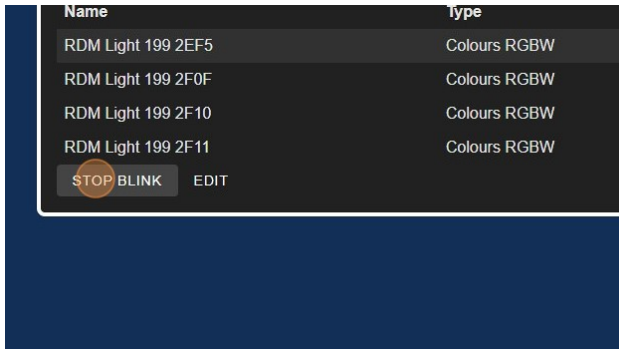 Name Type
RDM Light 199 2EF5 Colours RGBW
RDM Light 199 2F0F Colours RGBW
RDM Light 199 2F10 Colours RGBW
RDM Light 199 2F11 Colours RGBW
STOP BLINK EDIT